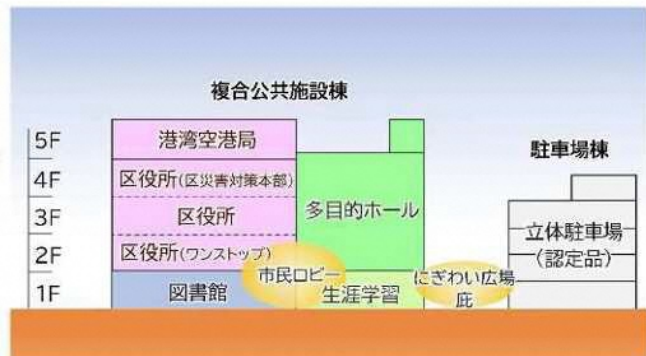 複合公共施設棟
5F
港湾空港局
駐車場棟
4F
区役所(区災害対策本部)
3F
区役所
多目的ホール
立体駐車場
(認定品)
2F
区役所(ワンストップ)
市民ロビー
にぎわい広場
庇
1F
図書館
生涯学習